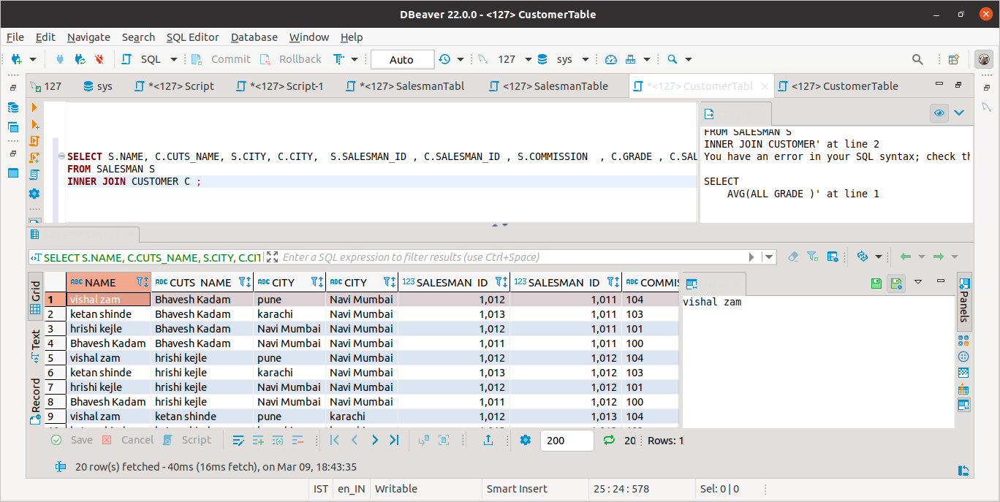 DBeaver 22.0.0 - <127> CustomerTable
File Edit Navigate Search SQL Editor Database Window Help
SQL Commit Rollback Auto 127 sys
127 sys *<127> Script *<127> Script-1 *<127> SalesmanTabl <127> SalesmanTable *<127> CustomerTabl <127> CustomerTable
SELECT S.NAME, C.CUTS_NAME, S.CITY, C.CITY, S.SALESMAN_ID , C.SALESMAN_ID , S.COMMISSION , C.GRADE , C.SAL
FROM SALESMAN S
INNER JOIN CUSTOMER C ;
FROM SALESMAN S
INNER JOIN CUSTOMER' at line 2
You have an error in your SQL syntax; check th
SELECT
AVG(ALL GRADE )' at line 1
SELECT S.NAME, C.CUTS_NAME, S.CITY, C.CIT Enter a SQL expression to filter results (use Ctrl+Space)
Grid
Text
Record
ABC NAME ABC CUTS_NAME ABC CITY ABC CITY 123 SALESMAN_ID 123 SALESMAN_ID ABC COMMIS
1 vishal zam Bhavesh Kadam pune Navi Mumbai 1,012 1,011 104
2 ketan shinde Bhavesh Kadam karachi Navi Mumbai 1,013 1,011 103
3 hrishi kejle Bhavesh Kadam Navi Mumbai Navi Mumbai 1,012 1,011 101
4 Bhavesh Kadam Bhavesh Kadam Navi Mumbai Navi Mumbai 1,011 1,011 100
5 vishal zam hrishi kejle pune Navi Mumbai 1,012 1,012 104
6 ketan shinde hrishi kejle karachi Navi Mumbai 1,013 1,012 103
7 hrishi kejle hrishi kejle Navi Mumbai Navi Mumbai 1,012 1,012 101
8 Bhavesh Kadam hrishi kejle Navi Mumbai Navi Mumbai 1,011 1,012 100
9 vishal zam ketan shinde pune karachi 1,012 1,013 104
vishal zam
Panels
Save Cancel Script 200 20 Rows: 1
20 row(s) fetched - 40ms (16ms fetch), on Mar 09, 18:43:35
IST en_IN Writable Smart Insert 25 : 24 : 578 Sel: 0 | 0